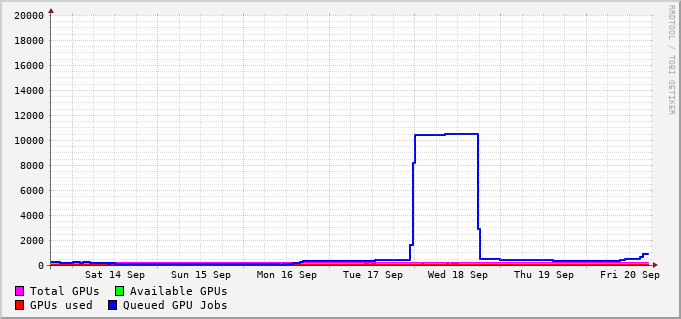 20000
18000
16000
14000
12000
10000
8000
6000
4000
2000
0
Sat 14 Sep Sun 15 Sep Mon 16 Sep Tue 17 Sep Wed 18 Sep Thu 19 Sep Fri 20 Sep
Total GPUs Available GPUs
GPUs used Queued GPU Jobs
RRDTOOL / TOBI OETIKER